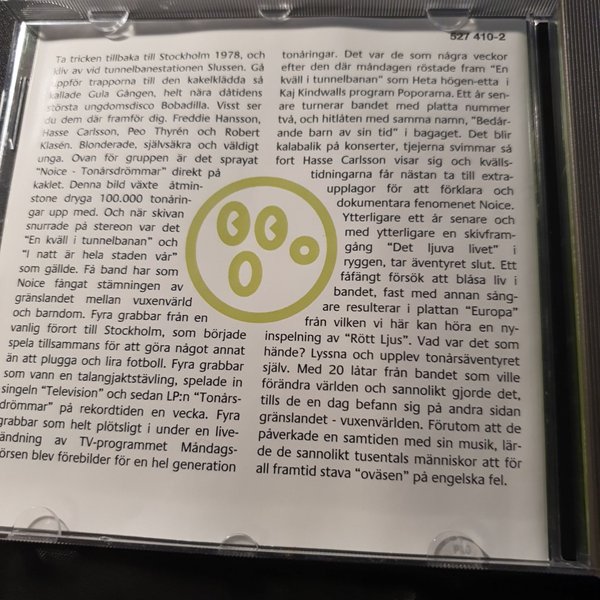 527 410-2
Ta tricken tillbaka till Stockholm 1978, och
kliv av vid tunnelbanestationen Slussen. Gå
uppför trapporna till den kakelklädda så
kallade Gula Gången, helt nära dåtidens
största ungdomsdisco Bobadilla. Visst ser
du dem där framför dig. Freddie Hansson,
Hasse Carlsson, Peo Thyrén och Robert
Klasén. Blonderade, självsäkra och väldigt
unga. Ovan för gruppen är det sprayat
"Noice - Tonårsdrömmar" direkt på
kaklet. Denna bild växte åtmin-
stone dryga 100.000 tonårin-
gar upp med. Och när skivan
snurrade på stereon var det
"En kväll i tunnelbanan" och
"I natt är hela staden vår"
som gällde. Få band har som
Noice fångat stämningen av
gränslandet mellan vuxenvärld
och barndom. Fyra grabbar från en
vanlig förort till Stockholm, som började
spela tillsammans för att göra något annat
än att plugga och lira fotboll. Fyra grabbar
som vann en talangjaktstävling, spelade in
singeln "Television" och sedan LP:n "Tonårs-
drömmar" på rekordtiden en vecka. Fyra
grabbar som helt plötsligt i under en live-
sändning av TV-programmet Måndags-
börsen blev förebilder för en hel generation
tonåringar. Det var de som några veckor
efter den där måndagen röstade fram "En
kväll i tunnelbanan" som Heta högen-etta i
Kaj Kindwalls program Poporama. Ett år sen-
are turnerar bandet med platta nummer
två, och hitlåten med samma namn, "Bedår-
ande barn av sin tid" i bagaget. Det blir
kalabalik på konserter, tjejerna svimmar så
fort Hasse Carlsson visar sig och kvälls-
tidningarna får nästan ta till extra-
upplagor för att förklara och
dokumentara fenomenet Noice.
Ytterligare ett år senare och
med ytterligare en skivfram-
gång "Det ljuva livet" i
ryggen, tar äventyret slut. Ett
fåfängt försök att blåsa liv i
bandet, fast med annan sång-
are resulterar i plattan "Europa"
från vilken vi här kan höra en ny-
inspelning av "Rött Ljus". Vad var det som
hände? Lyssna och upplev tonårsäventyret
själv. Med 20 låtar från bandet som ville
förändra världen och sannolikt gjorde det,
tills de en dag befann sig på andra sidan
gränslandet - vuxenvärlden. Förutom att de
påverkade en samtiden med sin musik, lär-
de de sannolikt tusentals människor att för
all framtid stava "oväsen" på engelska fel.